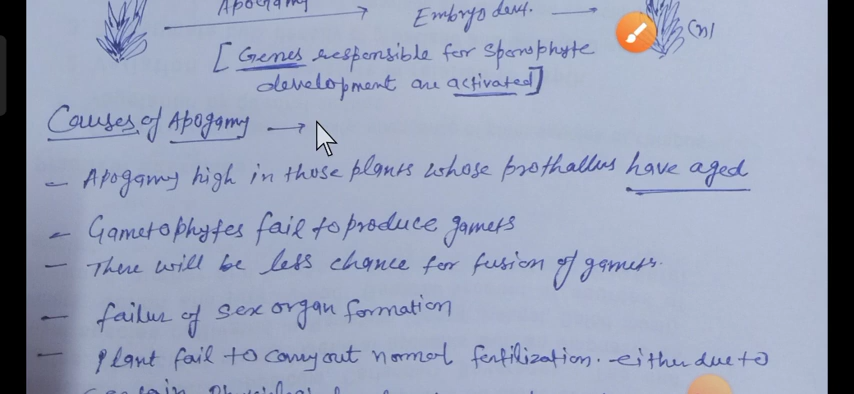 Apogamy Embryo devt.
(n)
[Genes responsible for Sporophyte
development are activated]
Causes of Apogamy →
– Apogamy high in those plants whose prothallus have aged
– Gametophytes fail to produce gamets
– There will be less chance for fusion of gamets.
– failur of sex organ formation
– Plant fail to carry out normal fertilization. either due to